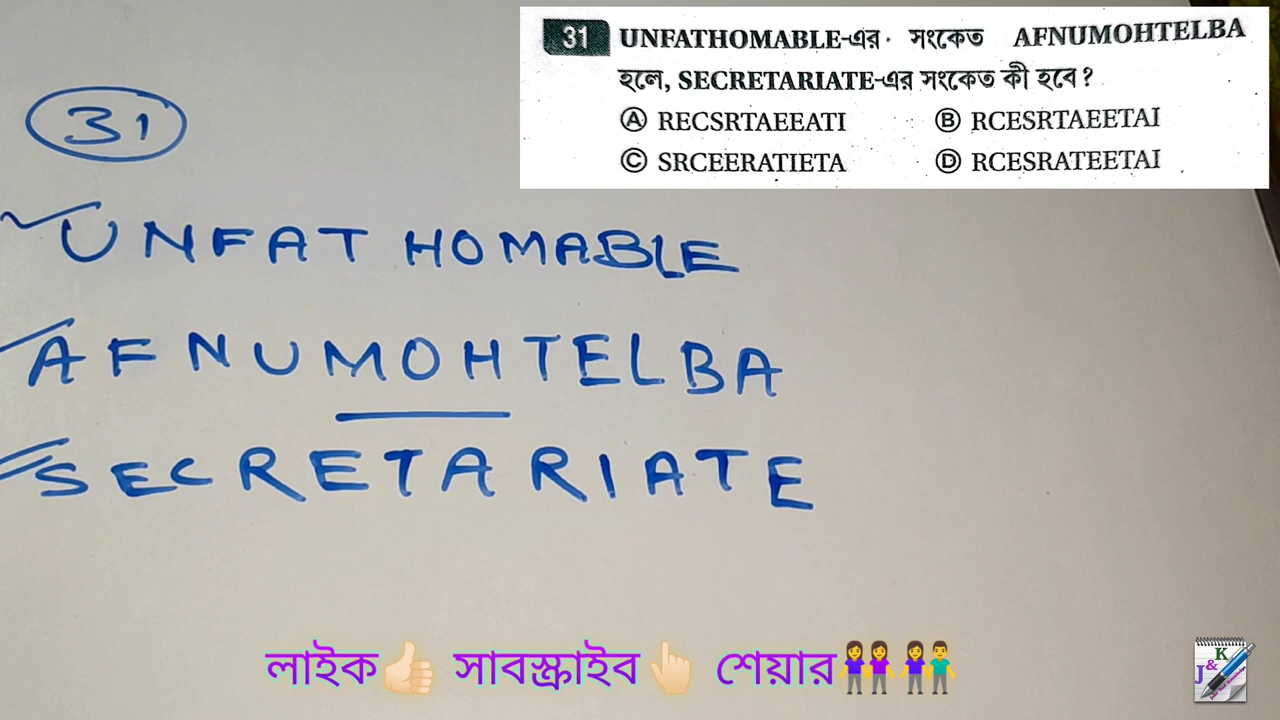 31 UNFATHOMABLE-এর · সংকেত AFNUMOHTELBA
হলে, SECRETARIATE-এর সংকেত কী হবে?
Ⓐ RECSRTAEEATI Ⓑ RCESRTAEETAI
Ⓒ SRCEERATIETA Ⓓ RCESRATEETAI
31
UNFATHOMABLE
AFNUMOHTELBA
SECRETARIATE
লাইক👍🏻 সাবস্ক্রাইব👆🏻 শেয়ার👭👫
J&K